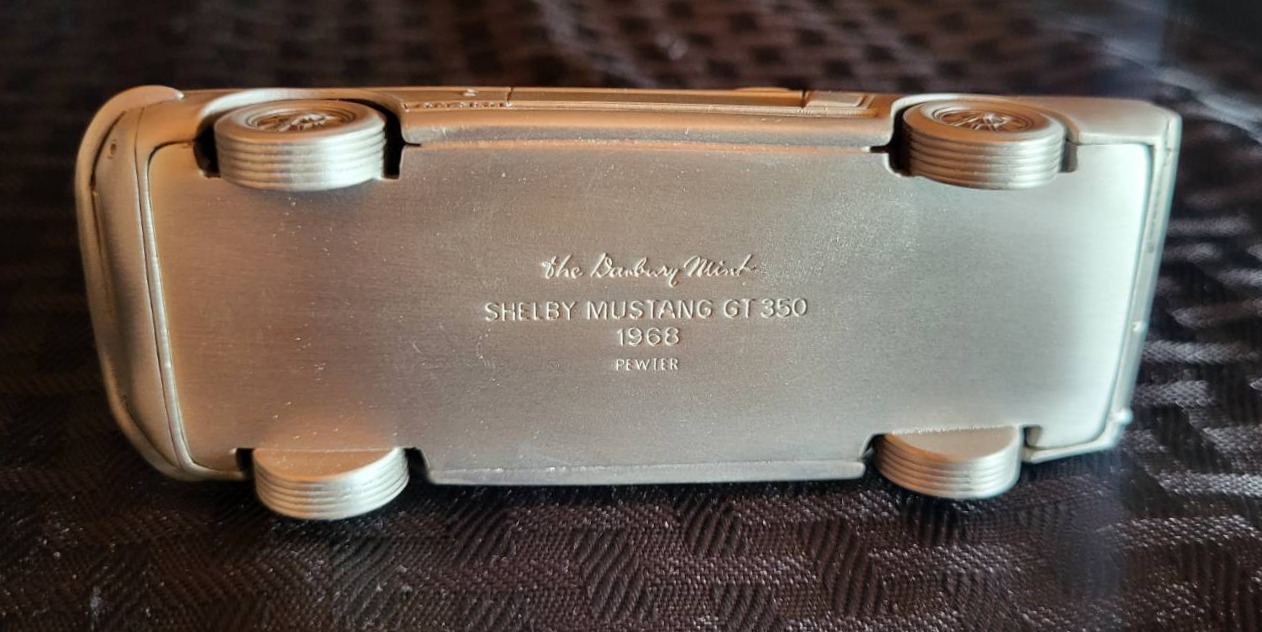 the Danbury Mint
SHELBY MUSTANG GT 350
1968
PEWTER